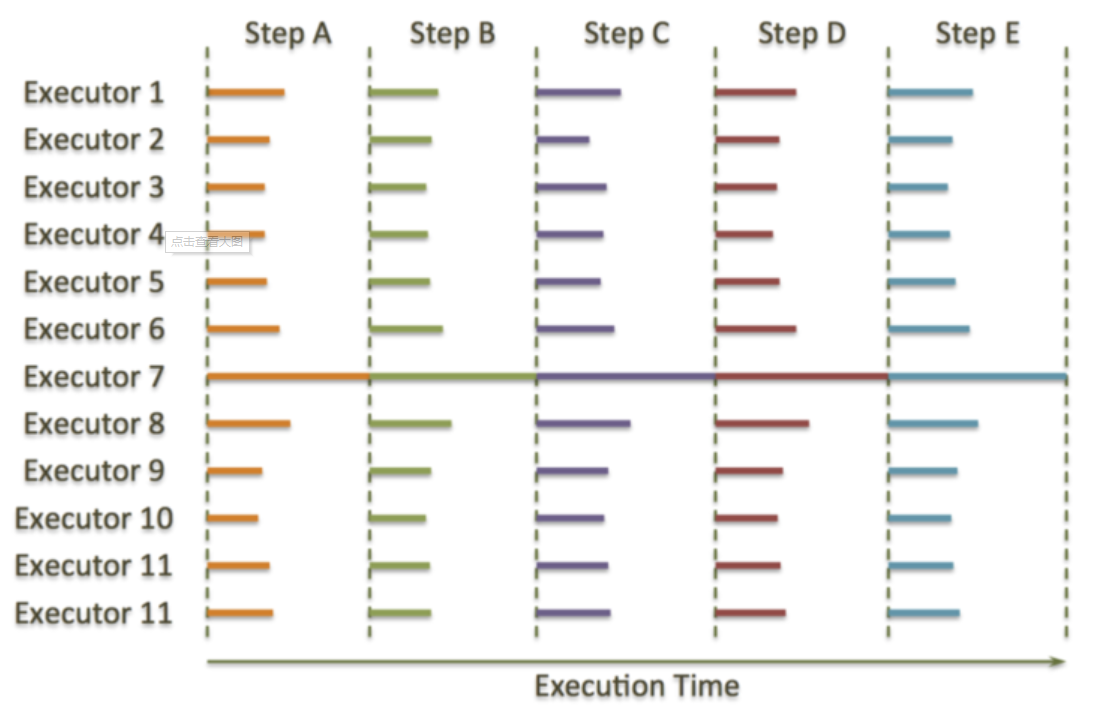 Step A Step B Step C Step D Step E
Executor 1
Executor 2
Executor 3
Executor 4
点击查看大图
Executor 5
Executor 6
Executor 7
Executor 8
Executor 9
Executor 10
Executor 11
Executor 11
Execution Time